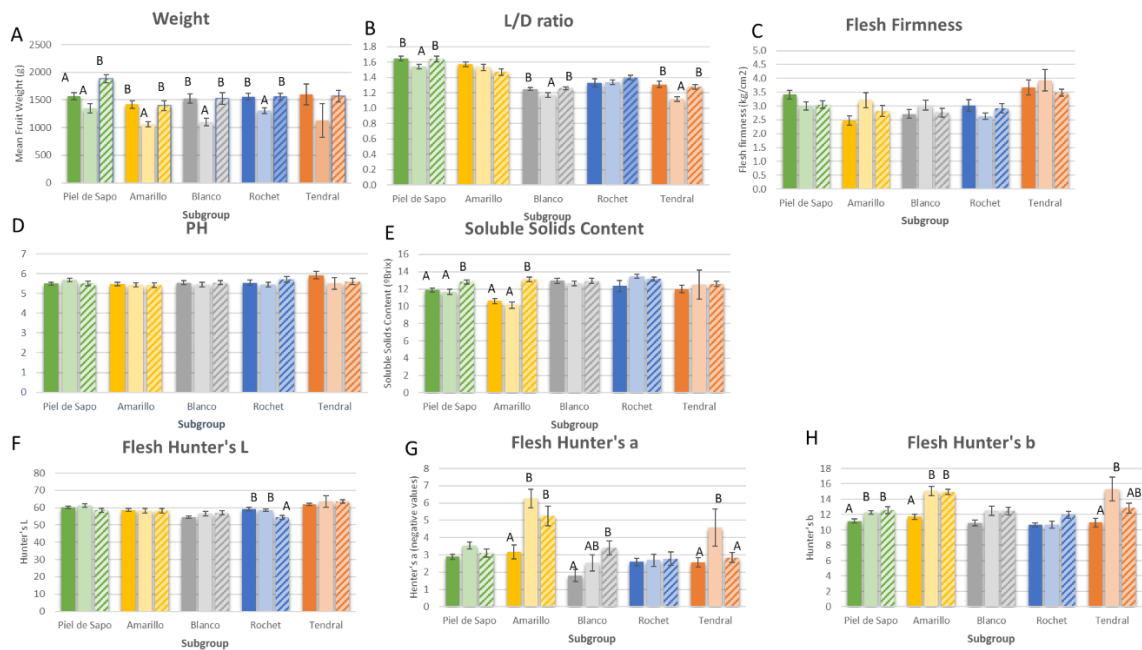 Weight
A
2500
2000
1500
1000
500
0
Mean Fruit Weight (g)
A A B
B A B
B A B
B A B
Piel de Sapo Amarillo Blanco Rochet Tendral
Subgroup
L/D ratio
B
1.8
1.6
1.4
1.2
1.0
0.8
0.6
0.4
0.2
0.0
B A B
B A B
B A B
Piel de Sapo Amarillo Blanco Rochet Tendral
Subgroup
Flesh Firmness
C
5.0
4.5
4.0
3.5
3.0
2.5
2.0
1.5
1.0
0.5
0.0
Flesh firmness (kg/cm2)
Piel de Sapo Amarillo Blanco Rochet Tendral
Subgroup
D
PH
7
6
5
4
3
2
1
0
Piel de Sapo Amarillo Blanco Rochet Tendral
Subgroup
E
Soluble Solids Content
16
14
12
10
8
6
4
2
0
Soluble Solids Content (ºBrix)
A A B
A A B
Piel de Sapo Amarillo Blanco Rochet Tendral
Subgroup
F
Flesh Hunter's L
80
70
60
50
40
30
20
10
0
Hunter's L
B B A
Piel de Sapo Amarillo Blanco Rochet Tendral
Subgroup
G
Flesh Hunter's a
8
7
6
5
4
3
2
1
0
Henter's a (negative values)
A B B
A AB B
A B A
Piel de Sapo Amarillo Blanco Rochet Tendral
Subgroup
H
Flesh Hunter's b
18
16
14
12
10
8
6
4
2
0
Hunter's b
A B B
A B B
A B AB
Piel de Sapo Amarillo Blanco Rochet Tendral
Subgroup